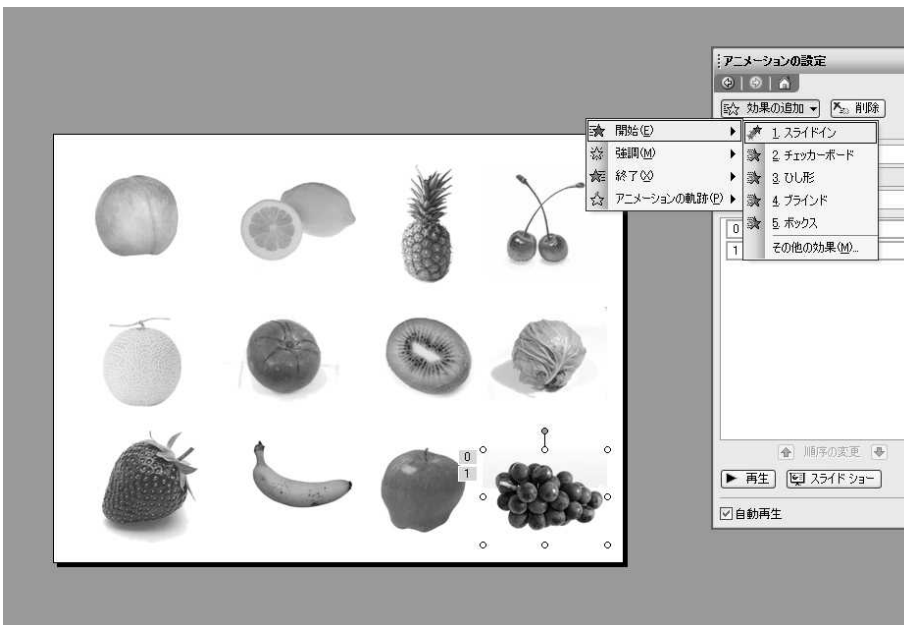 アニメーションの設定
効果の追加
削除
開始(E)
強調(M)
終了(X)
アニメーションの軌跡(P)
1. スライドイン
2. チェッカーボード
3. ひし形
4. ブラインド
5. ボックス
その他の効果(M)...
0
1
0
1
順序の変更
再生
スライド ショー
自動再生